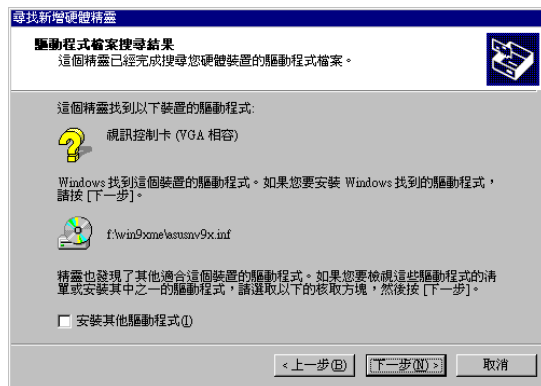 尋找新增硬體精靈
驅動程式檔案搜尋結果
這個精靈已經完成搜尋您硬體裝置的驅動程式檔案。
這個精靈找到以下裝置的驅動程式:
視訊控制卡 (VGA 相容)
Windows 找到這個裝置的驅動程式。如果您要安裝 Windows 找到的驅動程式，
請按 [下一步]。
f:\win9xme\asusnv9x.inf
精靈也發現了其他適合這個裝置的驅動程式。如果您要檢視這些驅動程式的清
單或安裝其中之一的驅動程式，請選取以下的核取方塊，然後按 [下一步]。
安裝其他驅動程式(I)
< 上一步(B) 下一步(N) > 取消